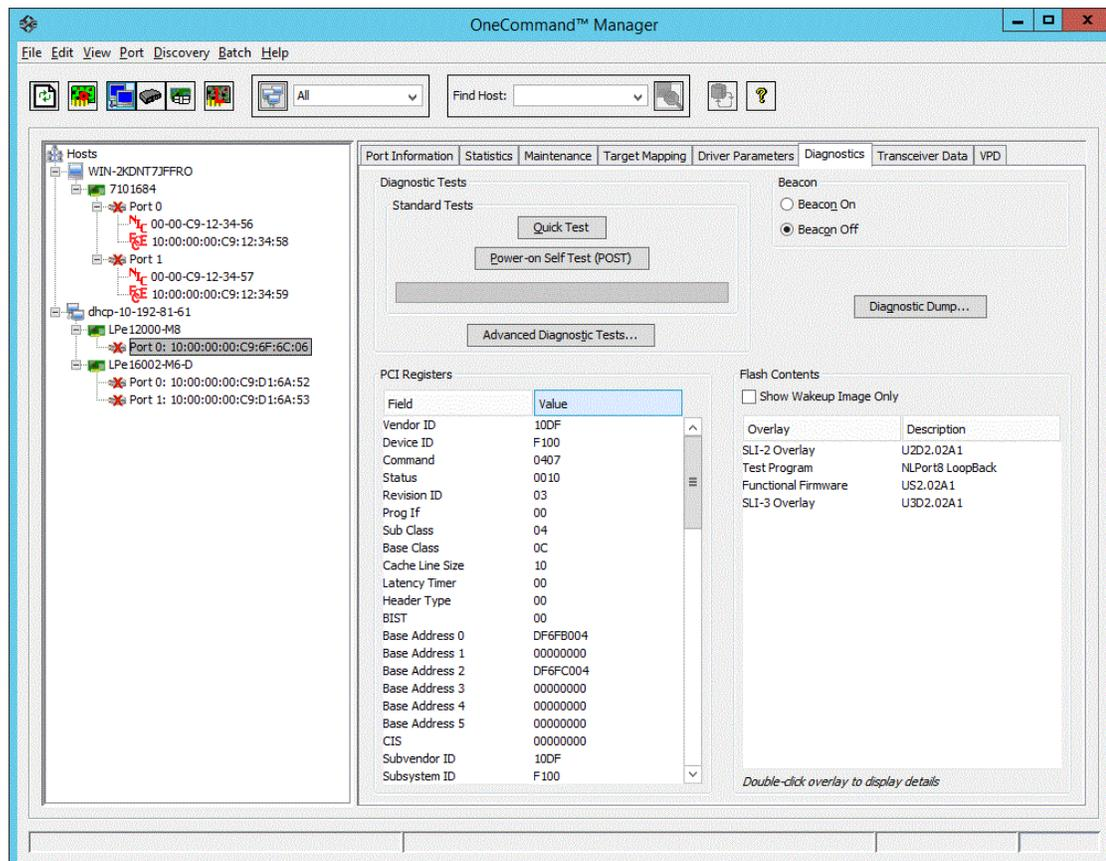 OneCommand™ Manager
File Edit View Port Discovery Batch Help
All
Find Host:
Hosts
WIN-2KDNT7JFFRO
7101684
Port 0
NIC 00-00-C9-12-34-56
FCoE 10:00:00:00:C9:12:34:58
Port 1
NIC 00-00-C9-12-34-57
FCoE 10:00:00:00:C9:12:34:59
dhcp-10-192-81-61
LPe12000-M8
Port 0: 10:00:00:00:C9:6F:6C:06
LPe16002-M6-D
Port 0: 10:00:00:00:C9:D1:6A:52
Port 1: 10:00:00:00:C9:D1:6A:53
Port Information Statistics Maintenance Target Mapping Driver Parameters Diagnostics Transceiver Data VPD
Diagnostic Tests
Standard Tests
Quick Test
Power-on Self Test (POST)
Advanced Diagnostic Tests...
Beacon
Beacon On
Beacon Off
Diagnostic Dump...
PCI Registers
Field Value
Vendor ID 10DF
Device ID F100
Command 0407
Status 0010
Revision ID 03
Prog If 00
Sub Class 04
Base Class 0C
Cache Line Size 10
Latency Timer 00
Header Type 00
BIST 00
Base Address 0 DF6FB004
Base Address 1 00000000
Base Address 2 DF6FC004
Base Address 3 00000000
Base Address 4 00000000
Base Address 5 00000000
CIS 00000000
Subvendor ID 10DF
Subsystem ID F100
Flash Contents
Show Wakeup Image Only
Overlay Description
SLI-2 Overlay U2D2.02A1
Test Program NLPort8 LoopBack
Functional Firmware US2.02A1
SLI-3 Overlay U3D2.02A1
Double-click overlay to display details